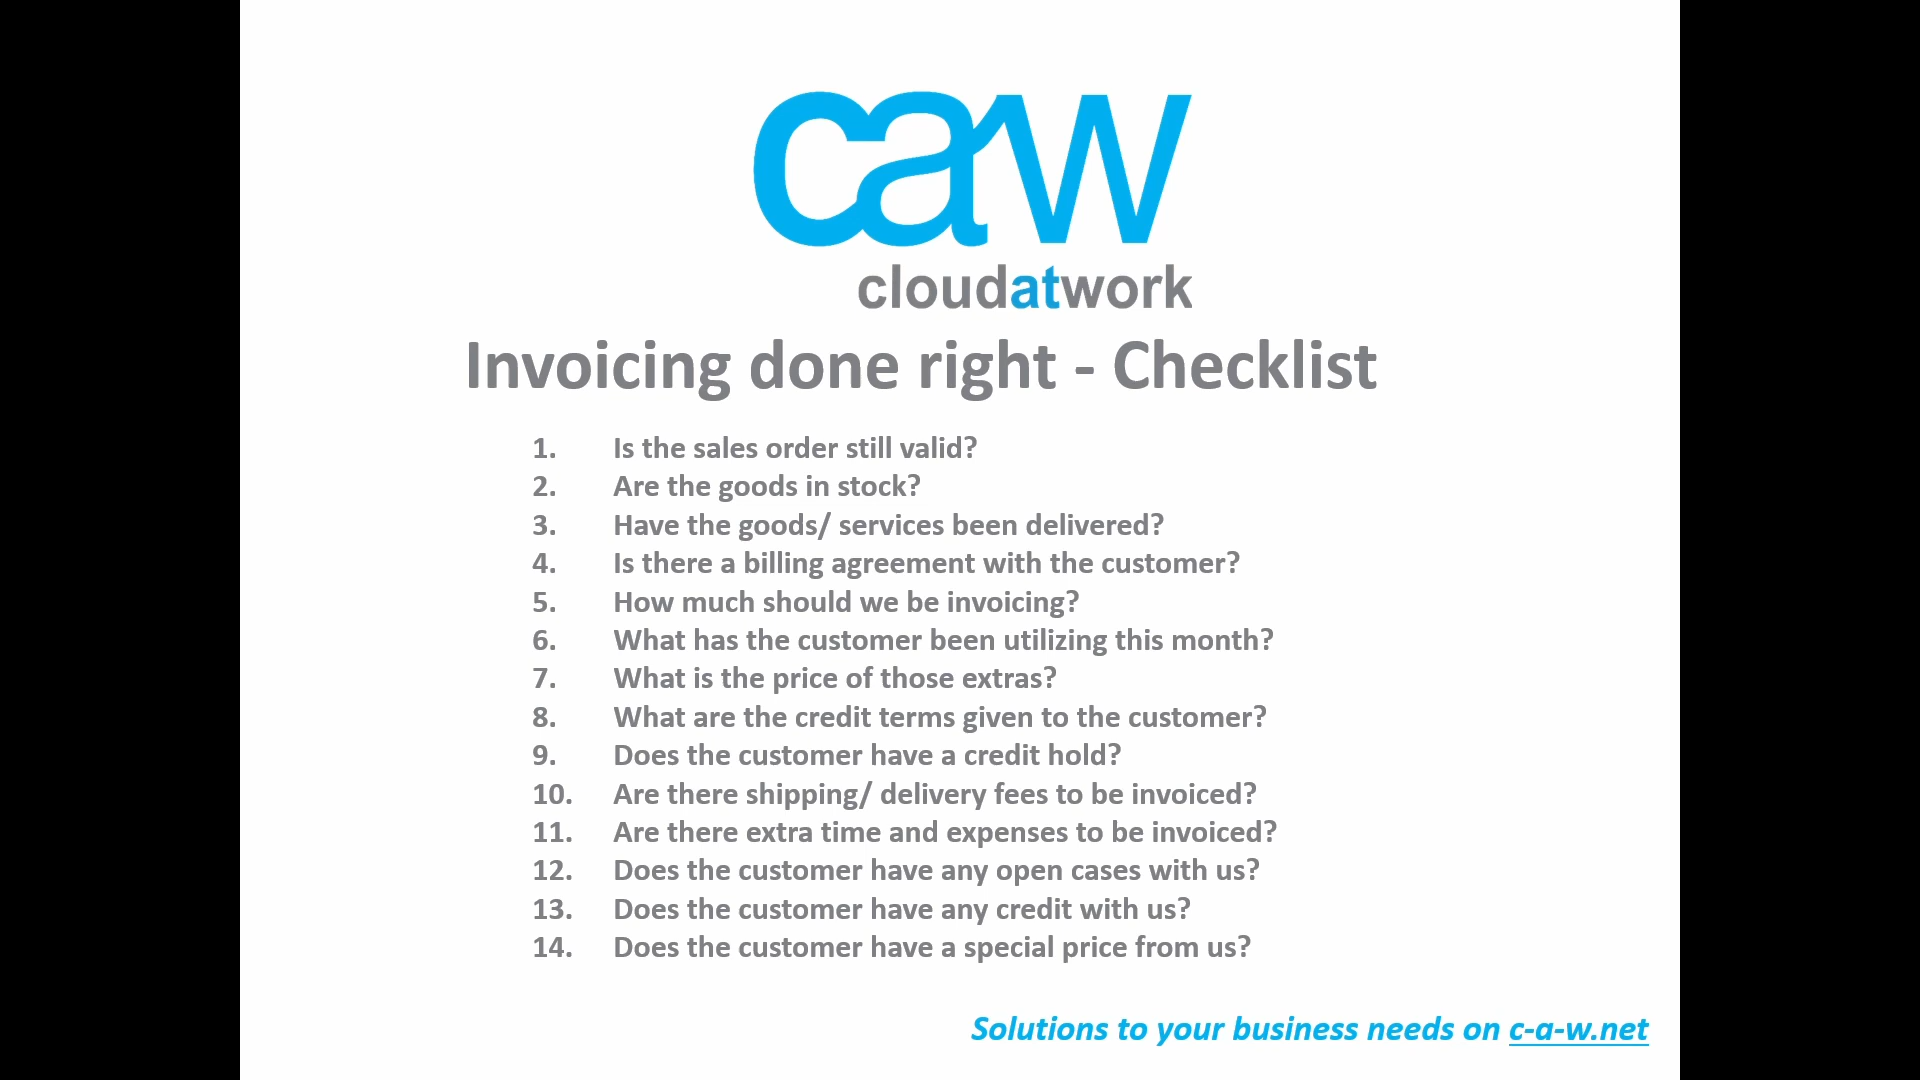 caw
cloudatwork
Invoicing done right - Checklist
1. Is the sales order still valid?
2. Are the goods in stock?
3. Have the goods/ services been delivered?
4. Is there a billing agreement with the customer?
5. How much should we be invoicing?
6. What has the customer been utilizing this month?
7. What is the price of those extras?
8. What are the credit terms given to the customer?
9. Does the customer have a credit hold?
10. Are there shipping/ delivery fees to be invoiced?
11. Are there extra time and expenses to be invoiced?
12. Does the customer have any open cases with us?
13. Does the customer have any credit with us?
14. Does the customer have a special price from us?
Solutions to your business needs on c-a-w.net